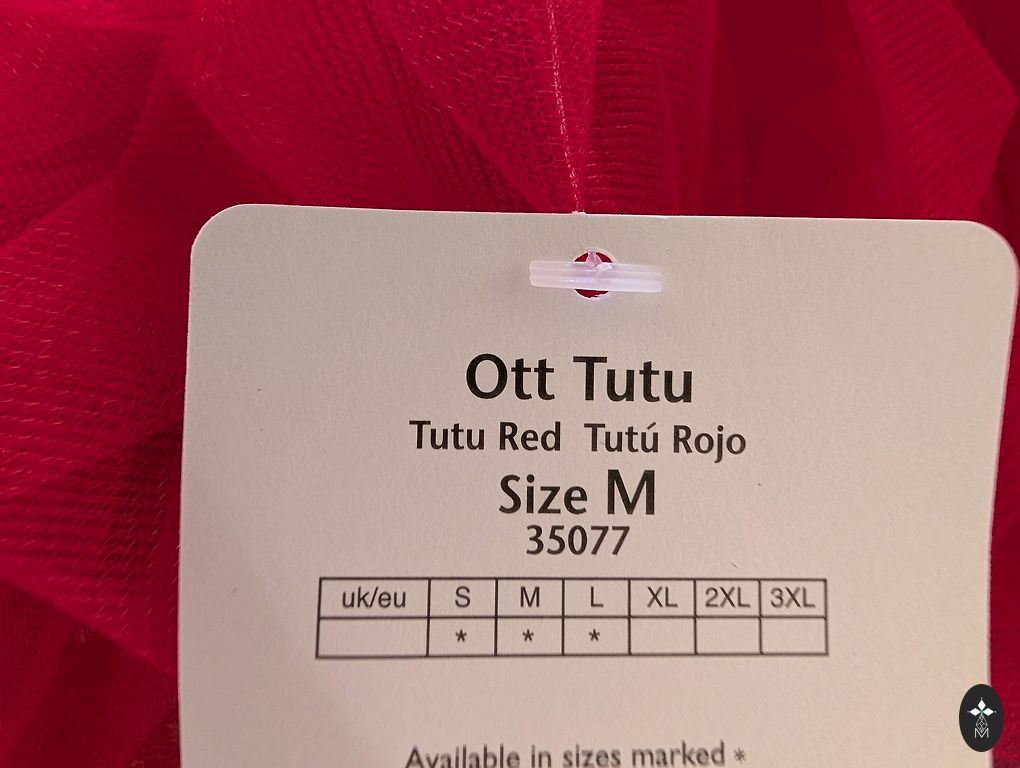 Ott Tutu
Tutu Red Tutú Rojo
Size M
35077
uk/eu S M L XL 2XL 3XL
* * *
Available in sizes marked *
M